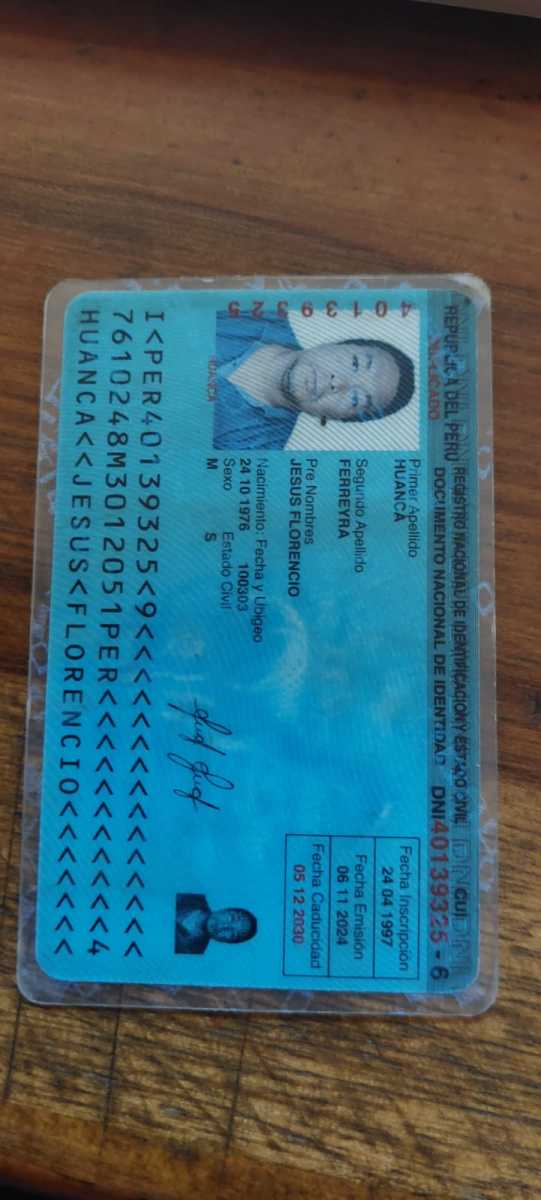 REPUBLICA DEL PERU REGISTRO NACIONAL DE IDENTIFICACION Y ESTADO CIVIL
DOCUMENTO NACIONAL DE IDENTIDAD DNI 40139325 - 6
CUI
Primer Apellido
HUANCA
Segundo Apellido
FERREYRA
Pre Nombres
JESUS FLORENCIO
Nacimiento: Fecha y Ubigeo
24 10 1976 100303
Sexo Estado Civil
M S
40139325
HUANCA
Fecha Inscripción
24 04 1997
Fecha Emisión
06 11 2024
Fecha Caducidad
05 12 2030
I<PER40139325<9<<<<<<<<<<<<<<<
7610248M3012051PER<<<<<<<<<<<4
HUANCA<<JESUS<FLORENCIO<<<<<<<